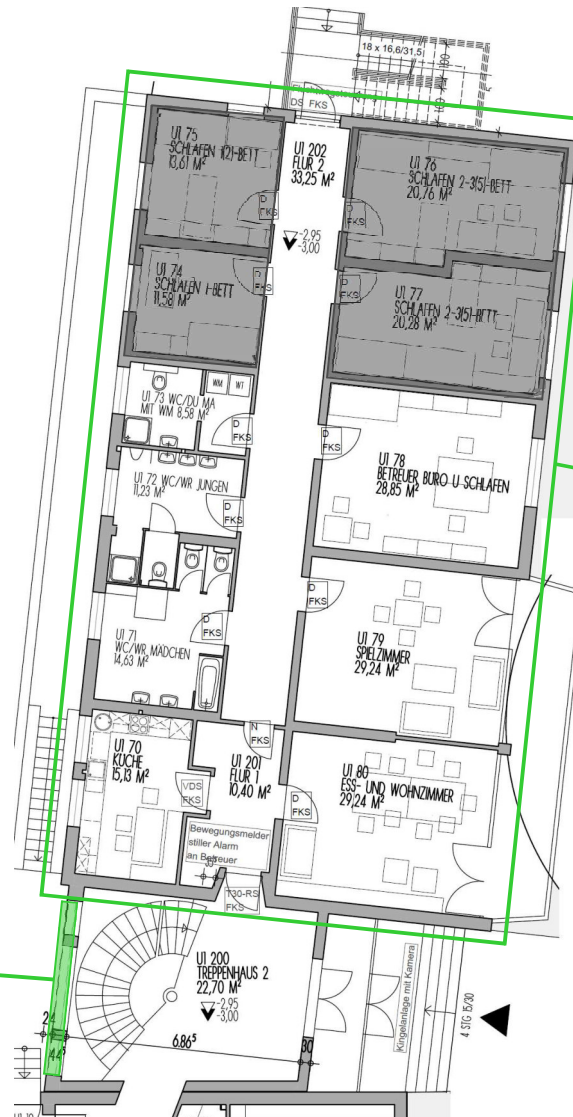 18 x 16,6/31,5
100
100
DS FKS
U1 75
SCHLAFEN 1(2)-BETT
13,61 M²
U1 202
FLUR 2
33,25 M²
U1 76
SCHLAFEN 2-3(5)-BETT
20,76 M²
D
FKS
D
FKS
-2,95
-3,00
U1 74
SCHLAFEN 1-BETT
11,58 M²
D
FKS
D
FKS
U1 77
SCHLAFEN 2-3(5)-BETT
20,28 M²
WM
WT
U1 73 WC/DU MA
MIT WM 8,58 M²
D
FKS
D
FKS
U1 78
BETREUER BÜRO U SCHLAFEN
28,85 M²
U1 72 WC/WR JUNGEN
11,23 M²
D
FKS
D
FKS
U1 71
WC/WR MÄDCHEN
14,63 M²
D
FKS
U1 79
SPIELZIMMER
29,24 M²
N
FKS
U1 70
KÜCHE
15,13 M²
U1 201
FLUR 1
10,40 M²
U1 80
ESS- UND WOHNZIMMER
29,24 M²
VDS
FKS
D
FKS
Bewegungsmelder
stiller Alarm
an Betreuer
T30-RS
FKS
U1 200
TREPPENHAUS 2
22,70 M²
-2,95
-3,00
Kingelanlage mit Kamera
4 STG 15/30
24
44⁵
6.86⁵
30